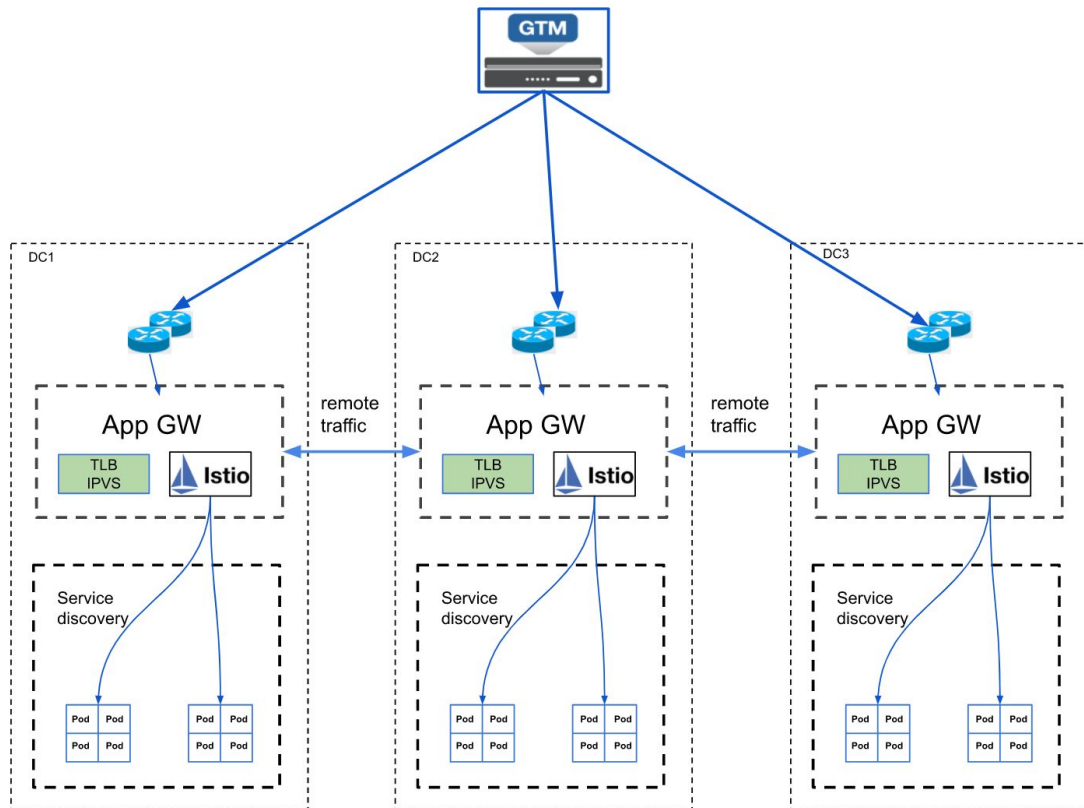 GTM
DC1
DC2
DC3
App GW
TLB
IPVS
Istio
remote
traffic
App GW
TLB
IPVS
Istio
remote
traffic
App GW
TLB
IPVS
Istio
Service
discovery
Pod Pod
Pod Pod
Pod Pod
Pod Pod
Service
discovery
Pod Pod
Pod Pod
Pod Pod
Pod Pod
Service
discovery
Pod Pod
Pod Pod
Pod Pod
Pod Pod